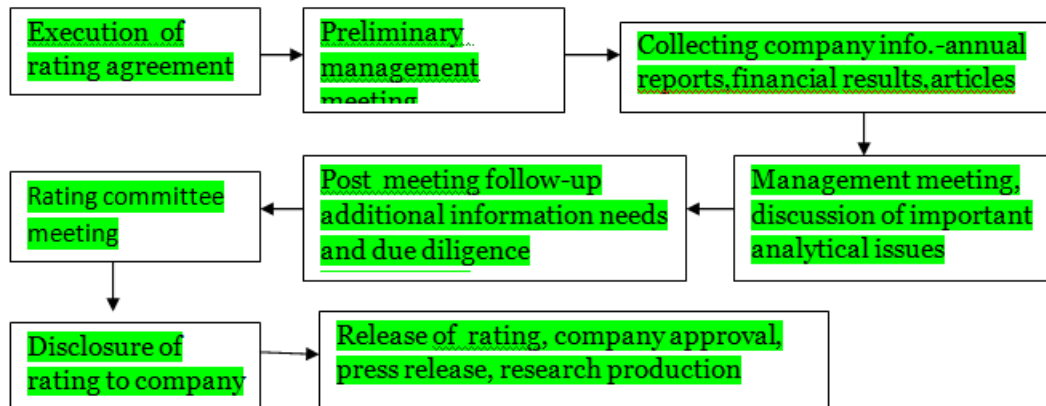 Execution of
rating agreement
Preliminary
management
meeting
Collecting company info.-annual
reports,financial results,articles
Management meeting,
discussion of important
analytical issues
Post meeting follow-up
additional information needs
and due diligence
Rating committee
meeting
Disclosure of
rating to company
Release of rating, company approval,
press release, research production